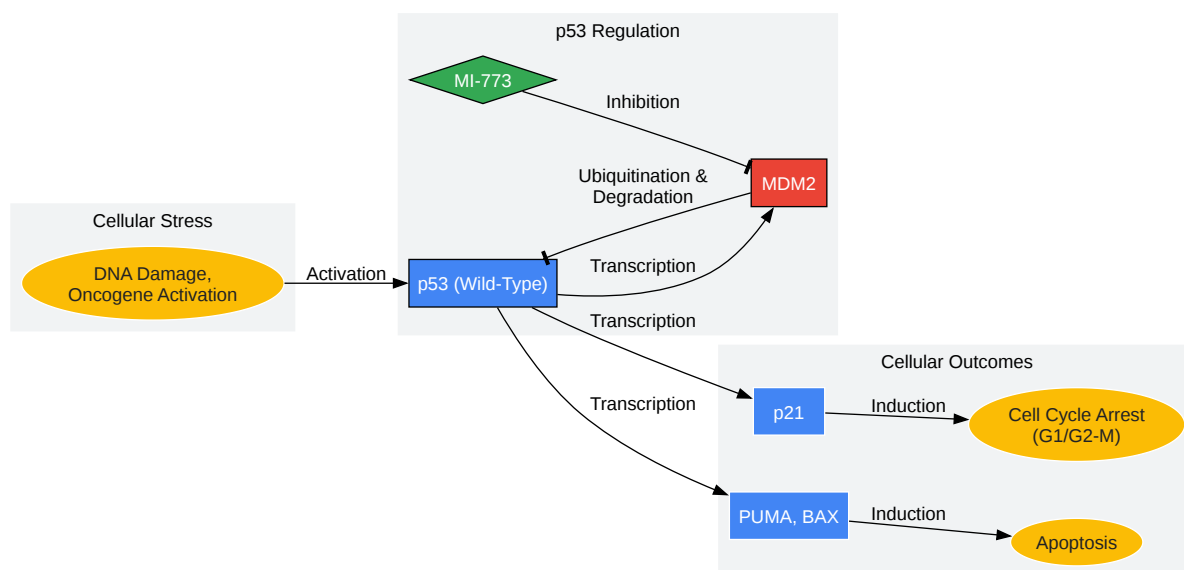 p53 Regulation
MI-773
Inhibition
MDM2
Ubiquitination &
Degradation
Cellular Stress
DNA Damage,
Oncogene Activation
Activation
p53 (Wild-Type)
Transcription
Transcription
Cellular Outcomes
Transcription
p21
Induction
Cell Cycle Arrest
(G1/G2-M)
PUMA, BAX
Induction
Apoptosis